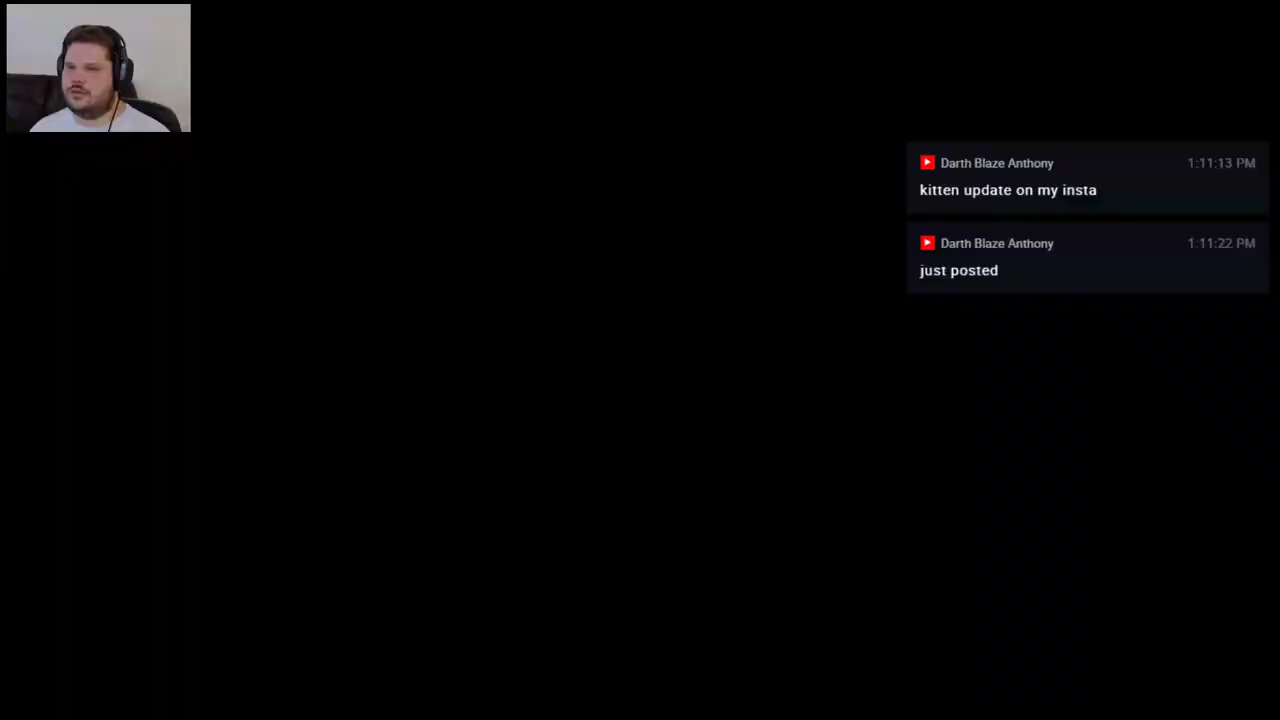 Darth Blaze Anthony 1:11:13 PM
kitten update on my insta
Darth Blaze Anthony 1:11:22 PM
just posted